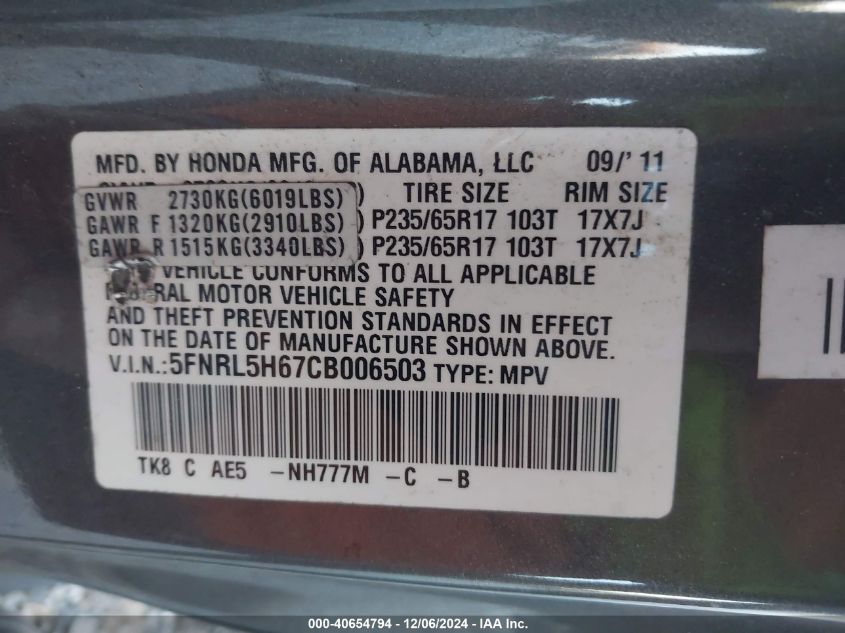 MFD. BY HONDA MFG. OF ALABAMA, LLC 09/' 11
TIRE SIZE RIM SIZE
GVWR 2730KG(6019LBS)
GAWR F 1320KG(2910LBS) P235/65R17 103T 17X7J
GAWR R 1515KG(3340LBS) P235/65R17 103T 17X7J
VEHICLE CONFORMS TO ALL APPLICABLE
MOTOR VEHICLE SAFETY
AND THEFT PREVENTION STANDARDS IN EFFECT
ON THE DATE OF MANUFACTURE SHOWN ABOVE.
V.I.N.:5FNRL5H67CB006503 TYPE: MPV
TK8 C AE5 -NH777M -C -B
000-40654794 - 12/06/2024 - IAA Inc.